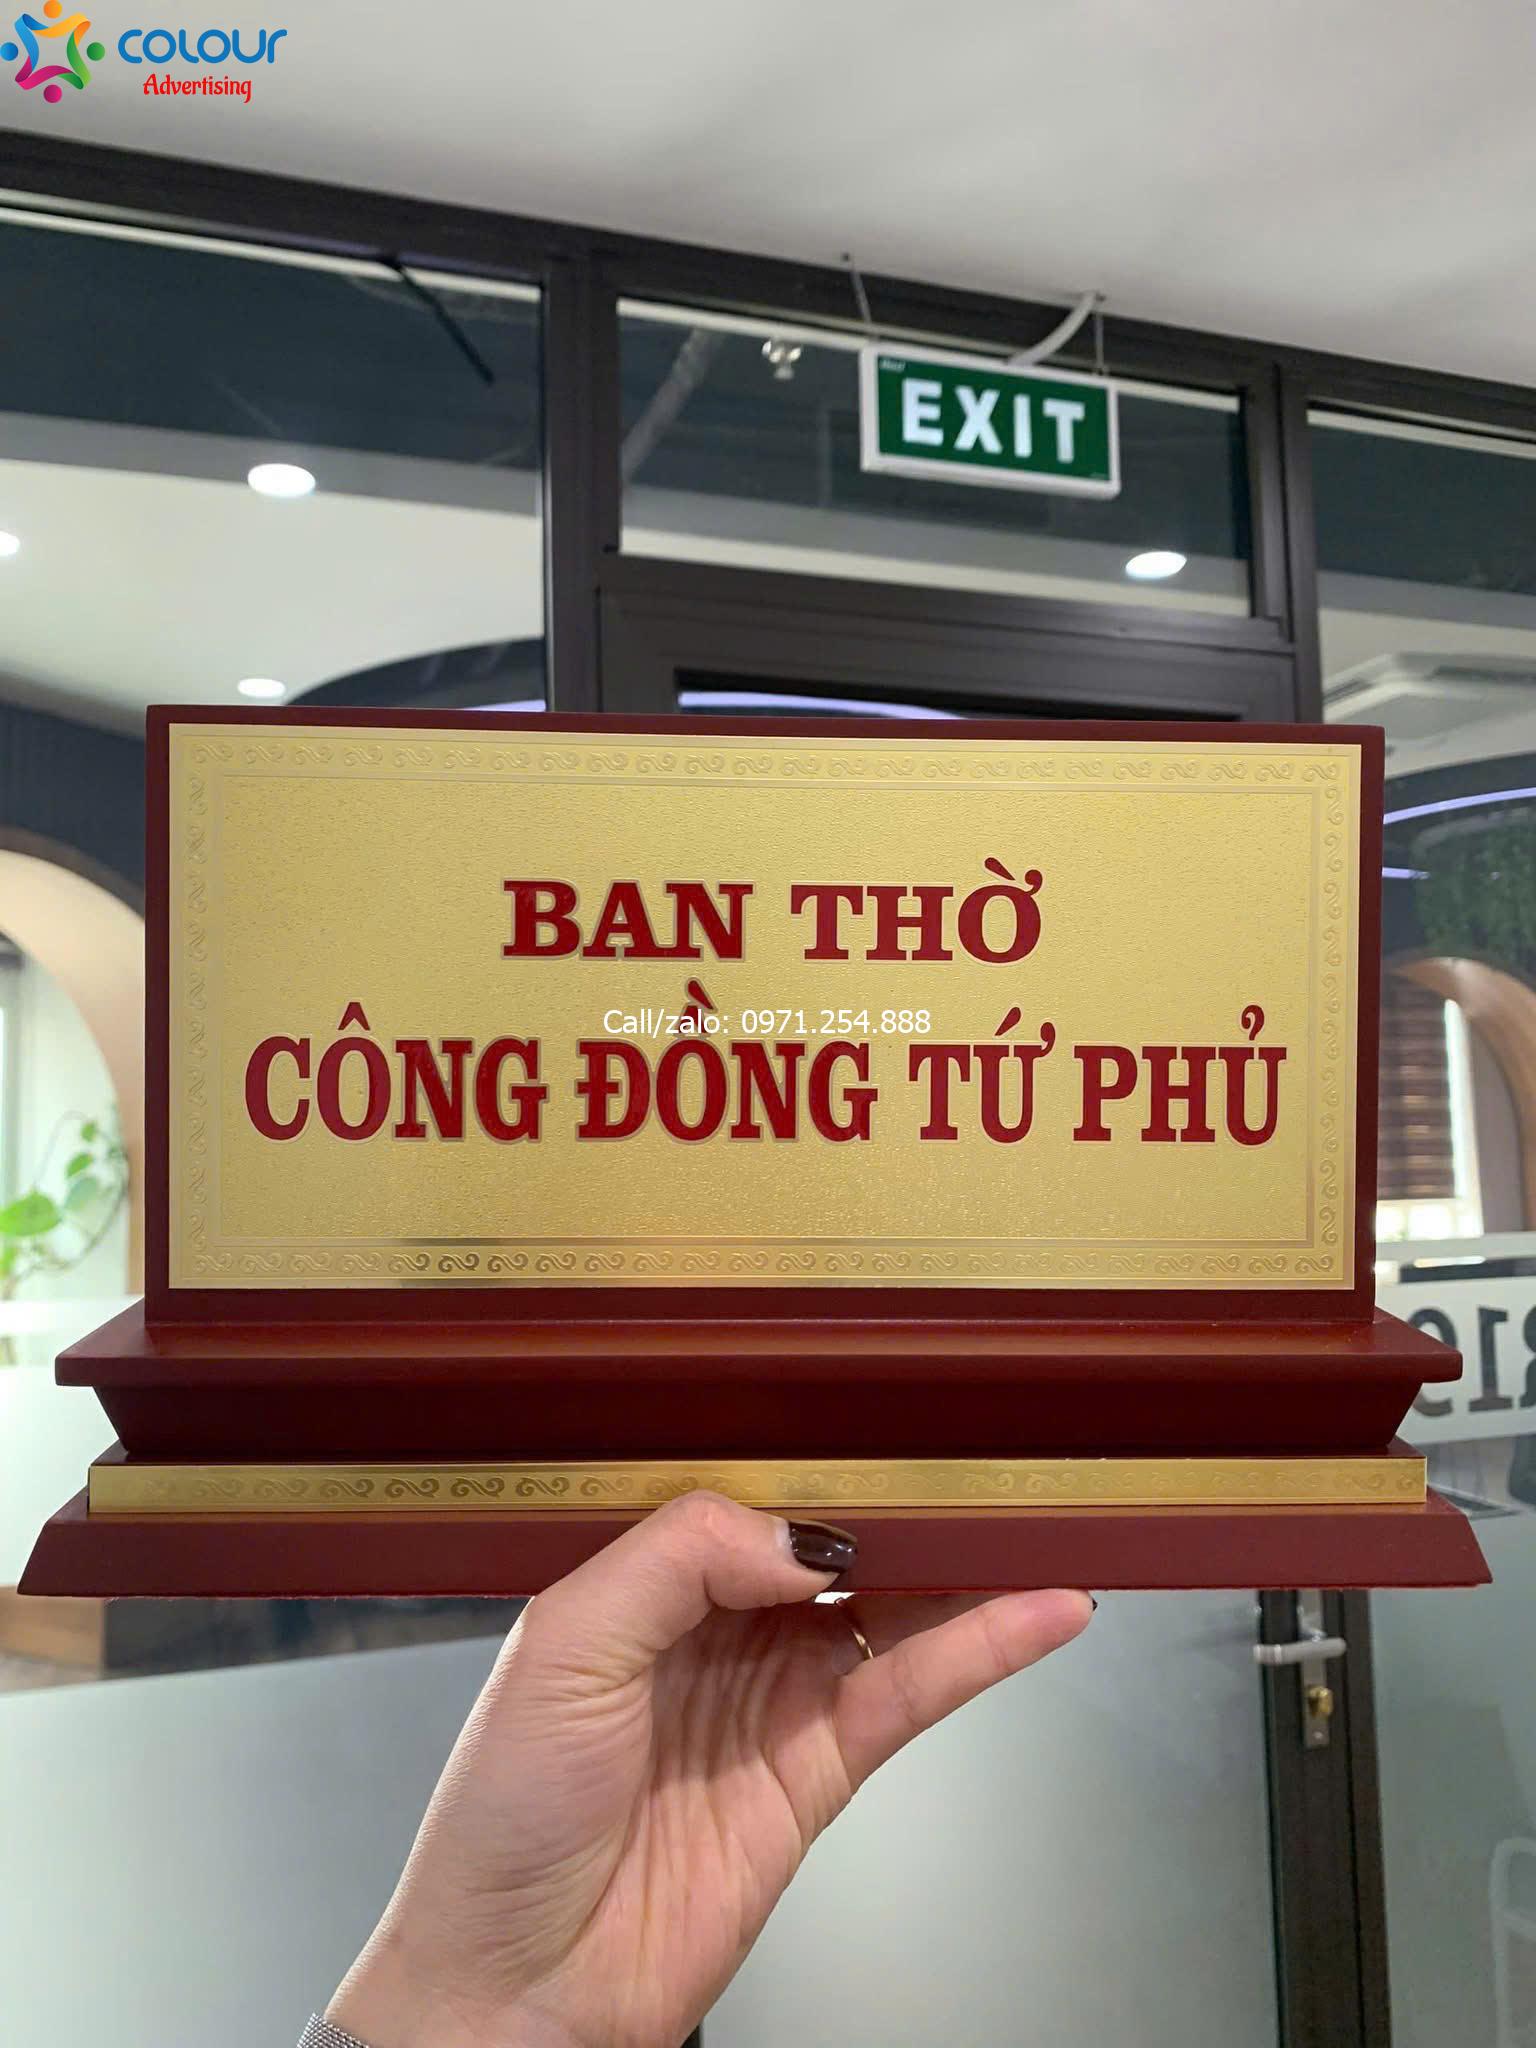 COLOUR
Advertising
EXIT
BAN THỜ
Call/zalo: 0971.254.888
CÔNG ĐỒNG TỨ PHỦ